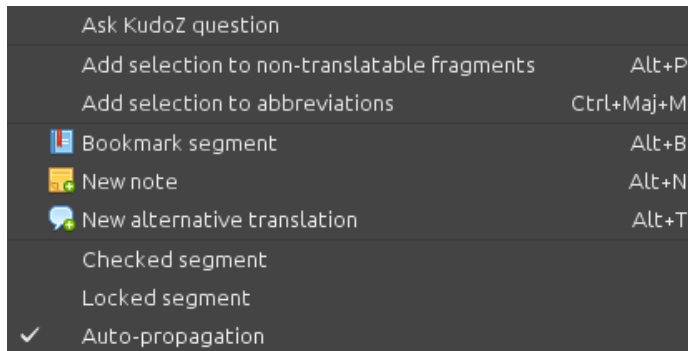 Ask KudoZ question
Add selection to non-translatable fragments Alt+P
Add selection to abbreviations Ctrl+Maj+M
Bookmark segment Alt+B
New note Alt+N
New alternative translation Alt+T
Checked segment
Locked segment
Auto-propagation